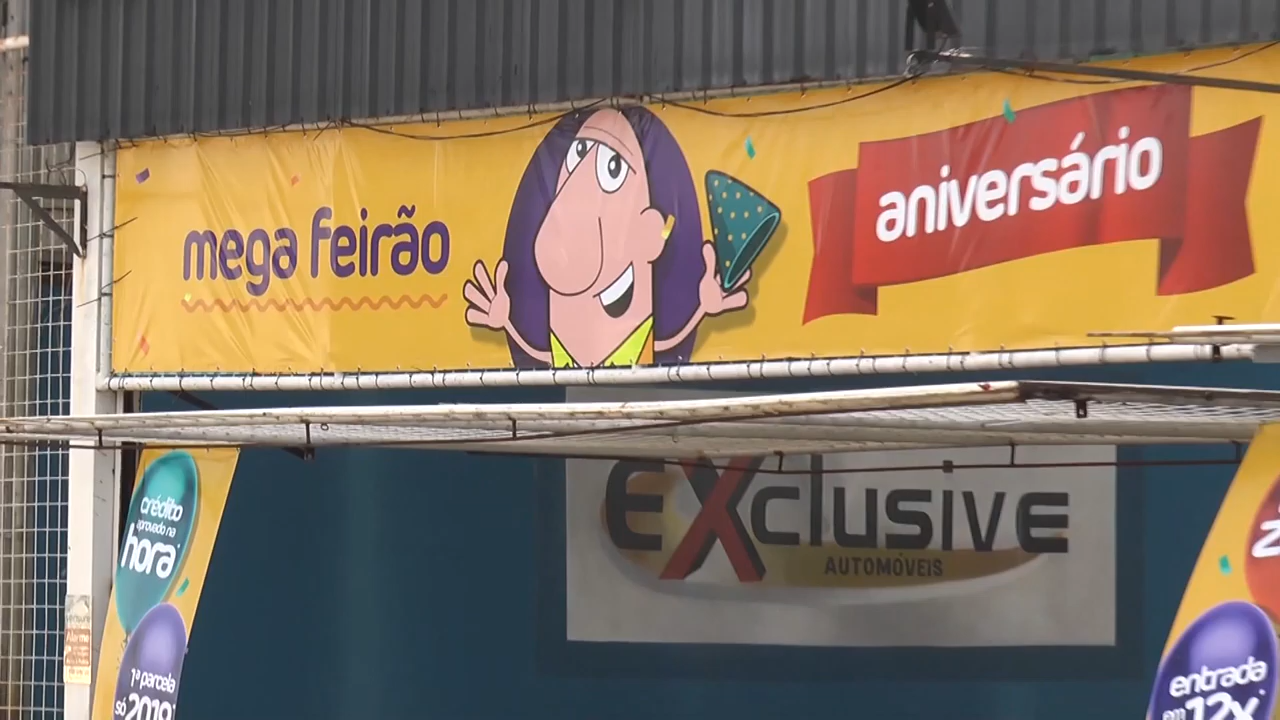 mega feirão
aniversário
EXclusive
AUTOMÓVEIS
crédito
aprovado na
hora*
1ª parcela
só 2019*
entrada
em 12x*